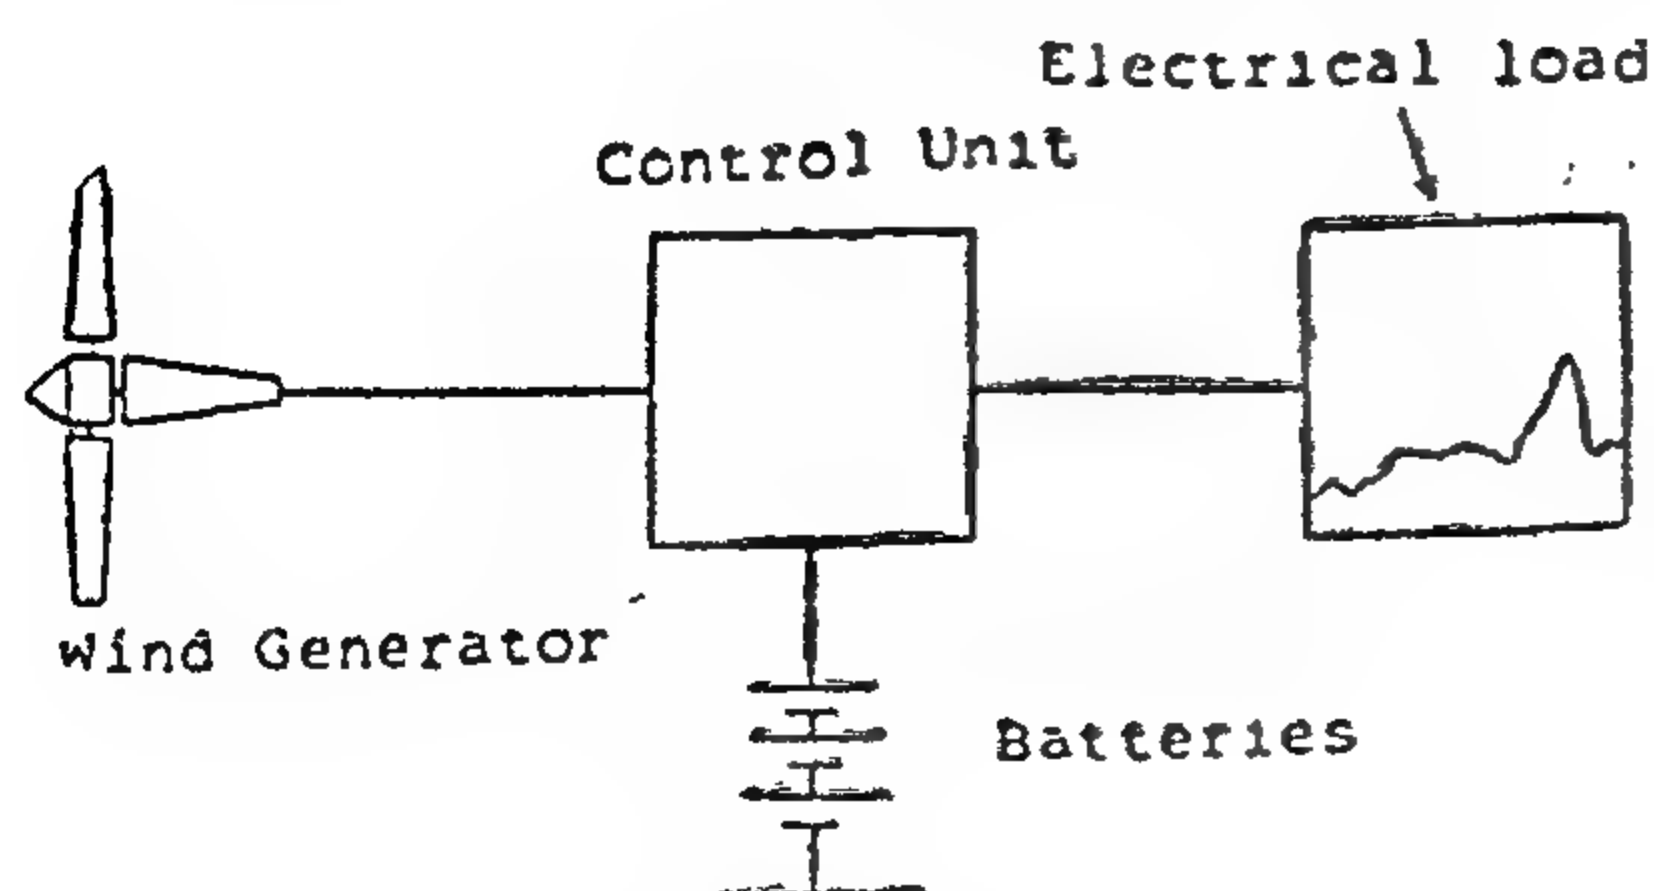 Electrical load
Control Unit
Wind Generator
Batteries